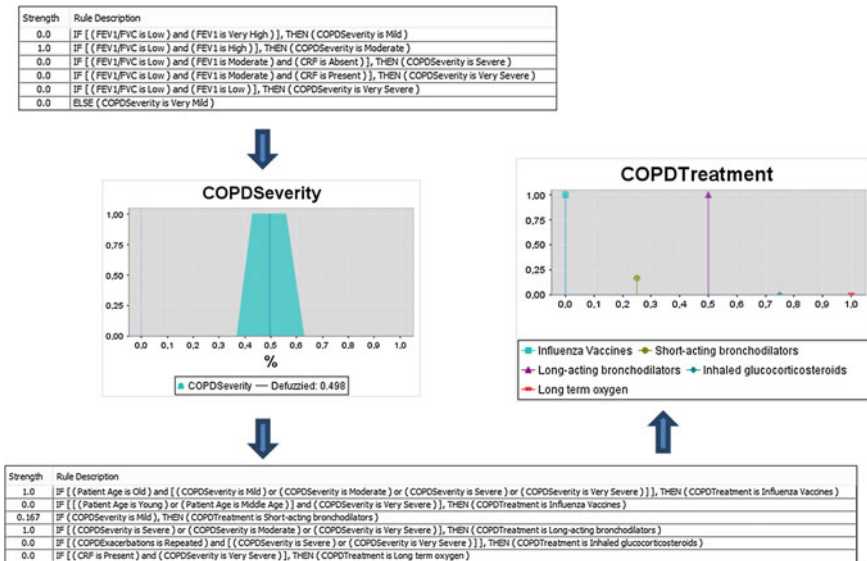 Strength Rule Description
0.0 IF [ ( FEV1/FVC is Low ) and ( FEV1 is Very High ) ], THEN ( COPDSeverity is Mild )
1.0 IF [ ( FEV1/FVC is Low ) and ( FEV1 is High ) ], THEN ( COPDSeverity is Moderate )
0.0 IF [ ( FEV1/FVC is Low ) and ( FEV1 is Moderate ) and ( CRF is Absent ) ], THEN ( COPDSeverity is Severe )
0.0 IF [ ( FEV1/FVC is Low ) and ( FEV1 is Moderate ) and ( CRF is Present ) ], THEN ( COPDSeverity is Very Severe )
0.0 IF [ ( FEV1/FVC is Low ) and ( FEV1 is Low ) ], THEN ( COPDSeverity is Very Severe )
0.0 ELSE ( COPDSeverity is Very Mild )
COPDSeverity
1,00
0,75
0,50
0,25
0,00
0,0 0,1 0,2 0,3 0,4 0,5 0,6 0,7 0,8 0,9 1,0
%
COPDSeverity — Defuzzied: 0.498
COPDTreatment
1,00
0,75
0,50
0,25
0,00
0,0 0,1 0,2 0,3 0,4 0,5 0,6 0,7 0,8 0,9 1,0
Influenza Vaccines Short-acting bronchodilators
Long-acting bronchodilators Inhaled glucocorticosteroids
Long term oxygen
Strength Rule Description
1.0 IF [ ( Patient Age is Old ) and [ ( COPDSeverity is Mild ) or ( COPDSeverity is Moderate ) or ( COPDSeverity is Severe ) or ( COPDSeverity is Very Severe ) ] ], THEN ( COPDTreatment is Influenza Vaccines )
0.0 IF [ [ ( Patient Age is Young ) or ( Patient Age is Middle Age ) ] and ( COPDSeverity is Very Severe ) ], THEN ( COPDTreatment is Influenza Vaccines )
0.167 IF ( COPDSeverity is Mild ), THEN ( COPDTreatment is Short-acting bronchodilators )
1.0 IF [ ( COPDSeverity is Severe ) or ( COPDSeverity is Moderate ) or ( COPDSeverity is Very Severe ) ], THEN ( COPDTreatment is Long-acting bronchodilators )
0.0 IF [ ( COPDExacerbations is Repeated ) and [ ( COPDSeverity is Severe ) or ( COPDSeverity is Very Severe ) ] ], THEN ( COPDTreatment is Inhaled glucocorticosteroids )
0.0 IF [ ( CRF is Present ) and ( COPDSeverity is Very Severe ) ], THEN ( COPDTreatment is Long term oxygen )